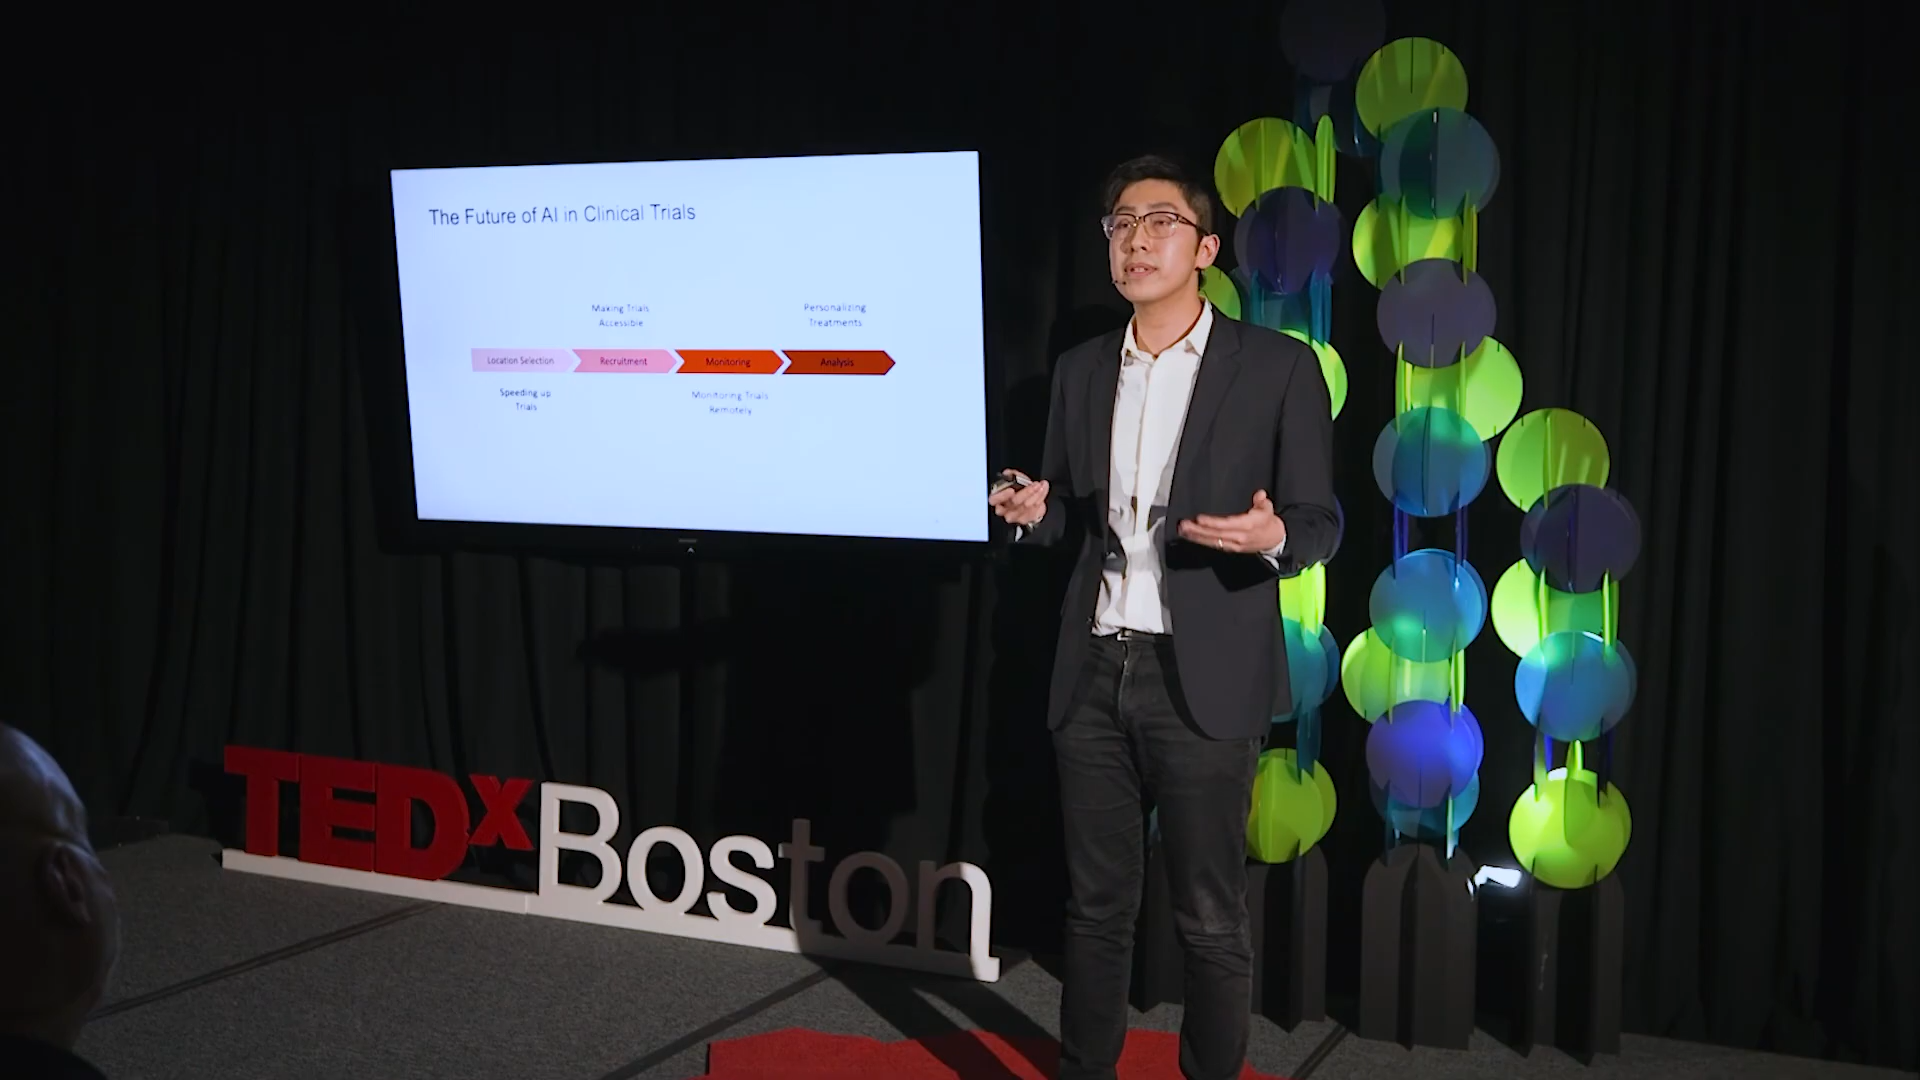 The Future of AI in Clinical Trials
Making Trials
Accessible
Personalizing
Treatments
Location Selection
Recruitment
Monitoring
Analysis
Speeding up
Trials
Monitoring Trials
Remotely
TEDxBoston